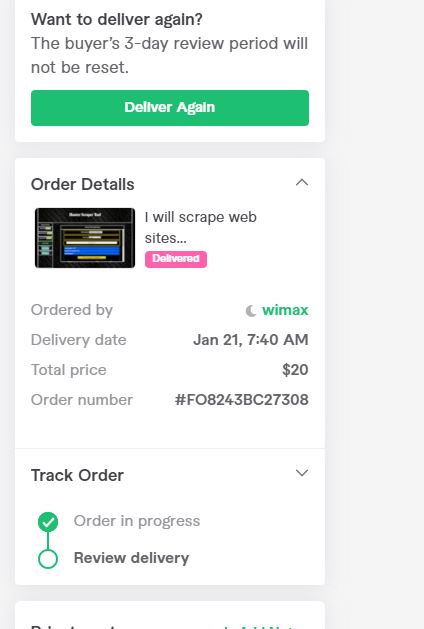 Want to deliver again?
The buyer's 3-day review period will
not be reset.
Deliver Again
Order Details
I will scrape web
sites...
Delivered
Ordered by wimax
Delivery date Jan 21, 7:40 AM
Total price $20
Order number #FO8243BC27308
Track Order
Order in progress
Review delivery